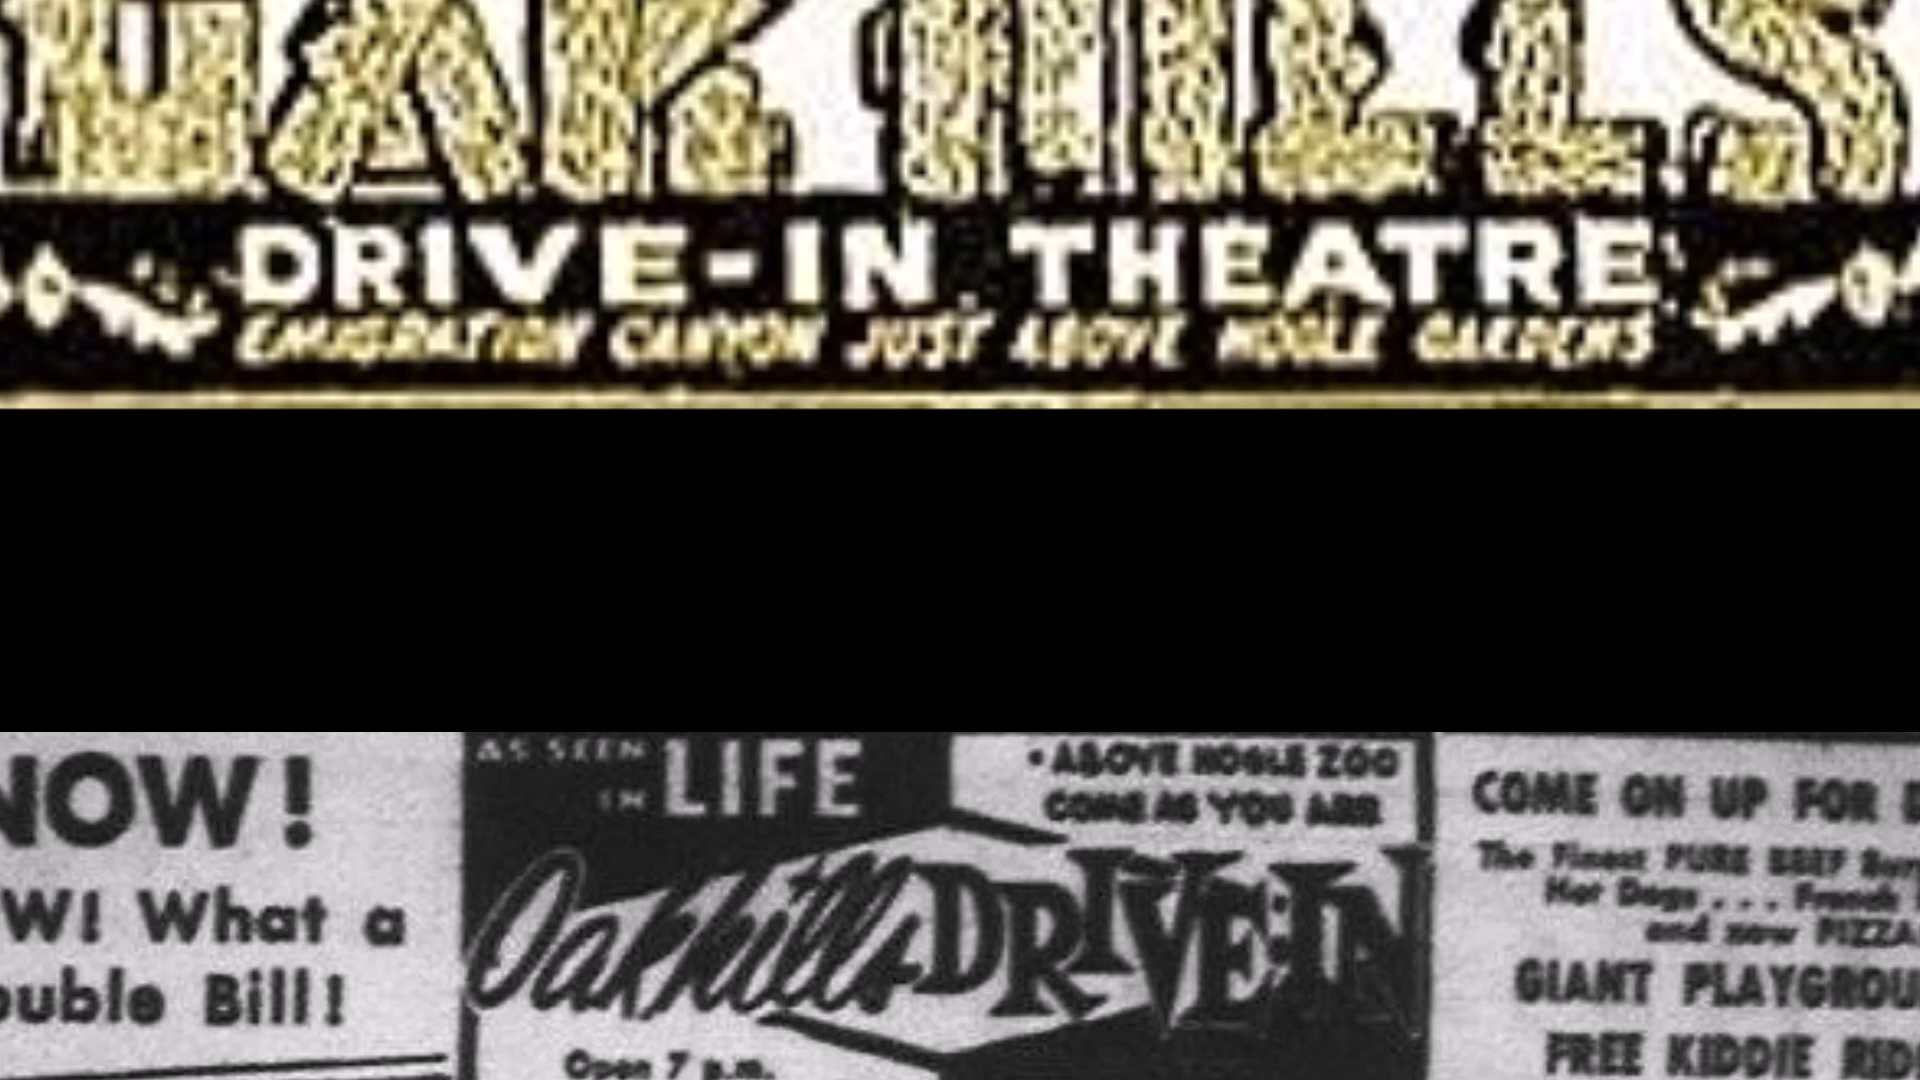 OAK HILLS
DRIVE-IN THEATRE
EMIGRATION CANYON JUST ABOVE HOGLE GARDENS
NOW!
W! What a
ouble Bill!
AS SEEN
IN LIFE
• ABOVE HOGLE ZOO
COME AS YOU ARE
Oakhills DRIVE-IN
Open 7 p.m.
COME ON UP FOR
The Finest PURE BEEF
Hot Dogs . . . French
and now PIZZA
GIANT PLAYGROU
FREE KIDDIE RID